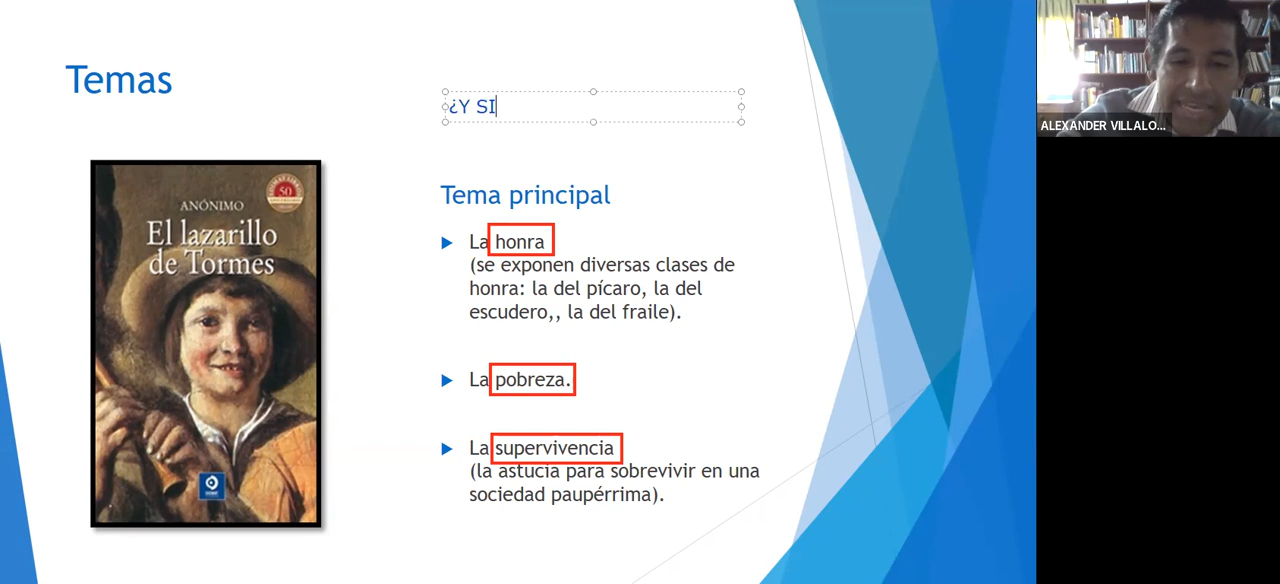 Temas
¿Y SI
ANÓNIMO
El lazarillo
de Tormes
50
Tema principal
La honra
(se exponen diversas clases de
honra: la del pícaro, la del
escudero,, la del fraile).
La pobreza.
La supervivencia
(la astucia para sobrevivir en una
sociedad paupérrima).
ALEXANDER VILLALO...